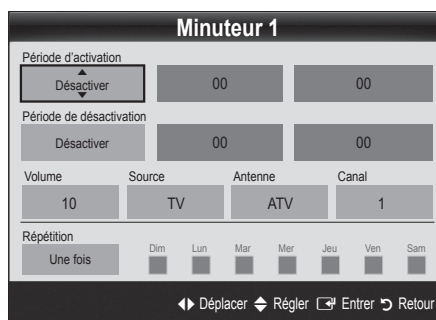 Minuteur 1
Période d'activation
Désactiver 00 00
Période de désactivation
Désactiver 00 00
Volume Source Antenne Canal
10 TV ATV 1
Répétition
Dim Lun Mar Mer Jeu Ven Sam
Une fois
Déplacer Régler Entrer Retour